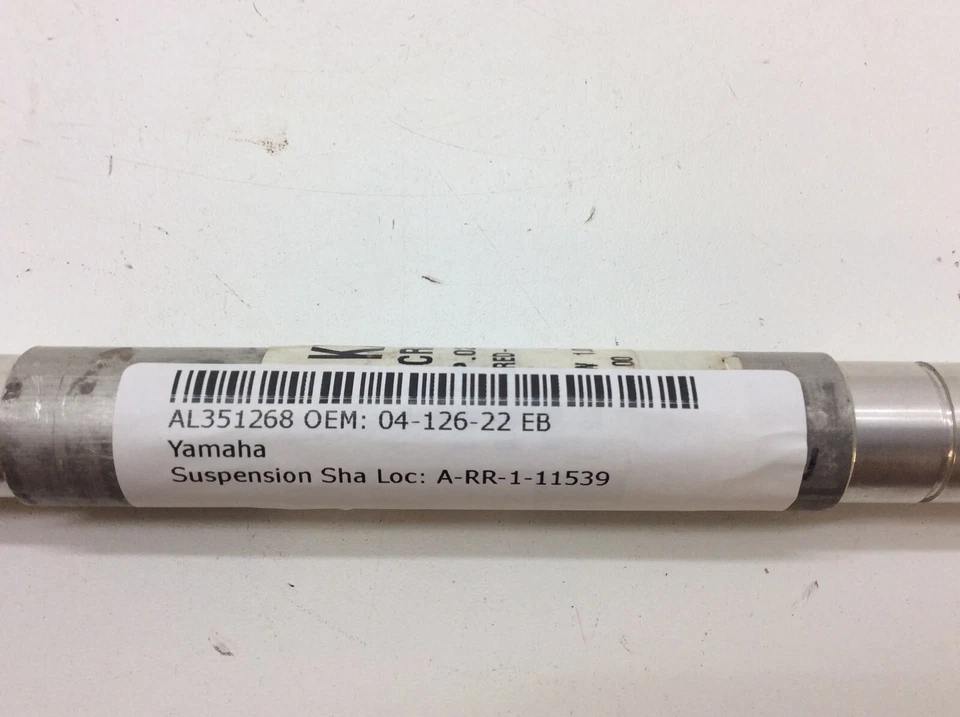 AL351268 OEM: 04-126-22 EB
Yamaha
Suspension Sha Loc: A-RR-1-11539